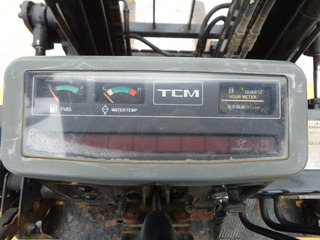 TCM
QUARTZ
HOUR METER
FUEL
WATER TEMP